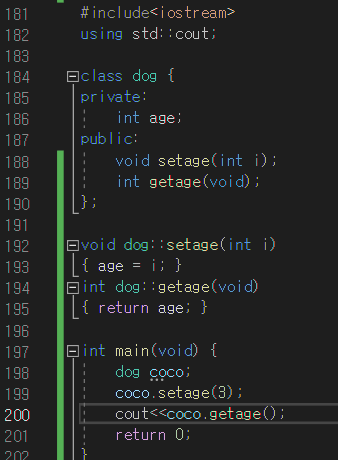 181 #include<iostream>
182 using std::cout;
183
184 class dog {
185 private:
186 int age;
187 public:
188 void setage(int i);
189 int getage(void);
190 };
191
192 void dog::setage(int i)
193 { age = i; }
194 int dog::getage(void)
195 { return age; }
196
197 int main(void) {
198 dog coco;
199 coco.setage(3);
200 cout<<coco.getage();
201 return 0;
202 }